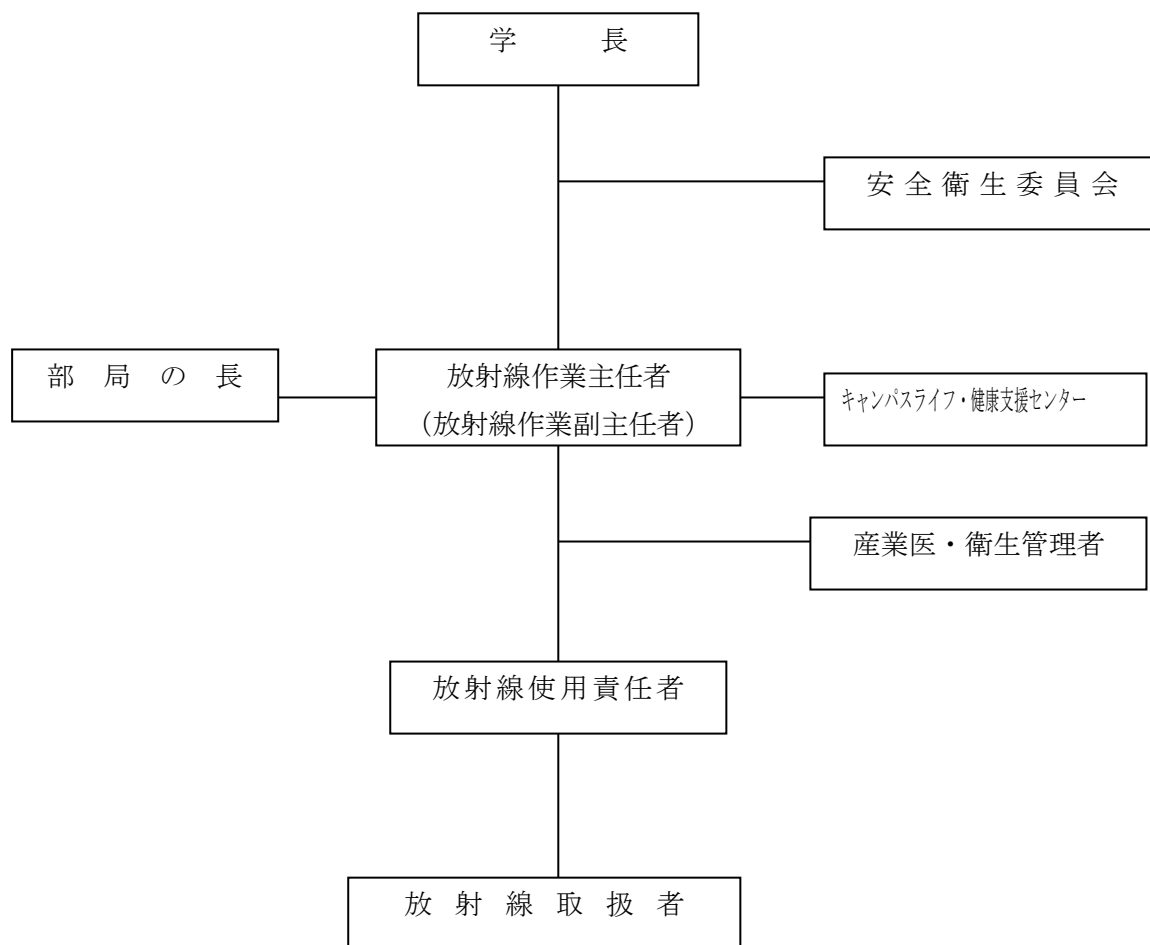 学長
安全衛生委員会
部局の長
放射線作業主任者
(放射線作業副主任者)
キャンパスライフ・健康支援センター
産業医・衛生管理者
放射線使用責任者
放射線取扱者